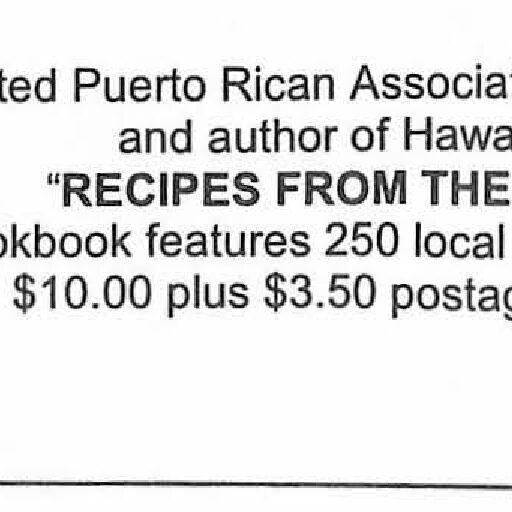 ted Puerto Rican Associat
and author of Hawa
“RECIPES FROM THE
okbook features 250 local
$10.00 plus $3.50 postag